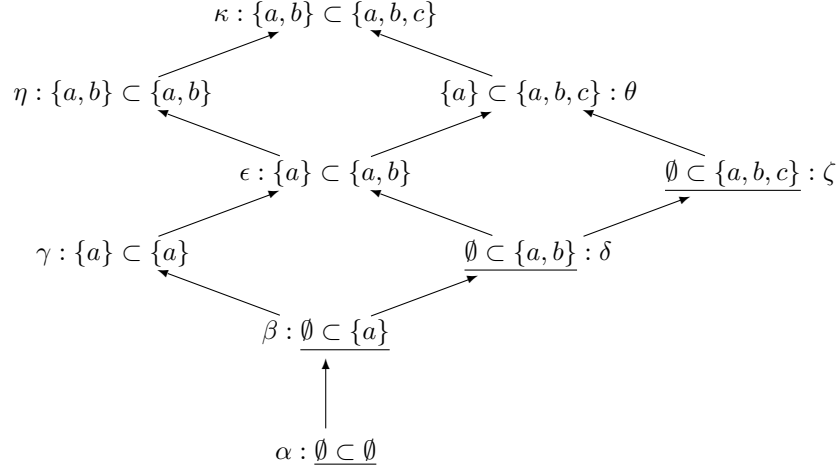 κ : {a, b} ⊂ {a, b, c}
η : {a, b} ⊂ {a, b} {a} ⊂ {a, b, c} : θ
ϵ : {a} ⊂ {a, b} ∅ ⊂ {a, b, c} : ζ
γ : {a} ⊂ {a} ∅ ⊂ {a, b} : δ
β : ∅ ⊂ {a}
α : ∅ ⊂ ∅